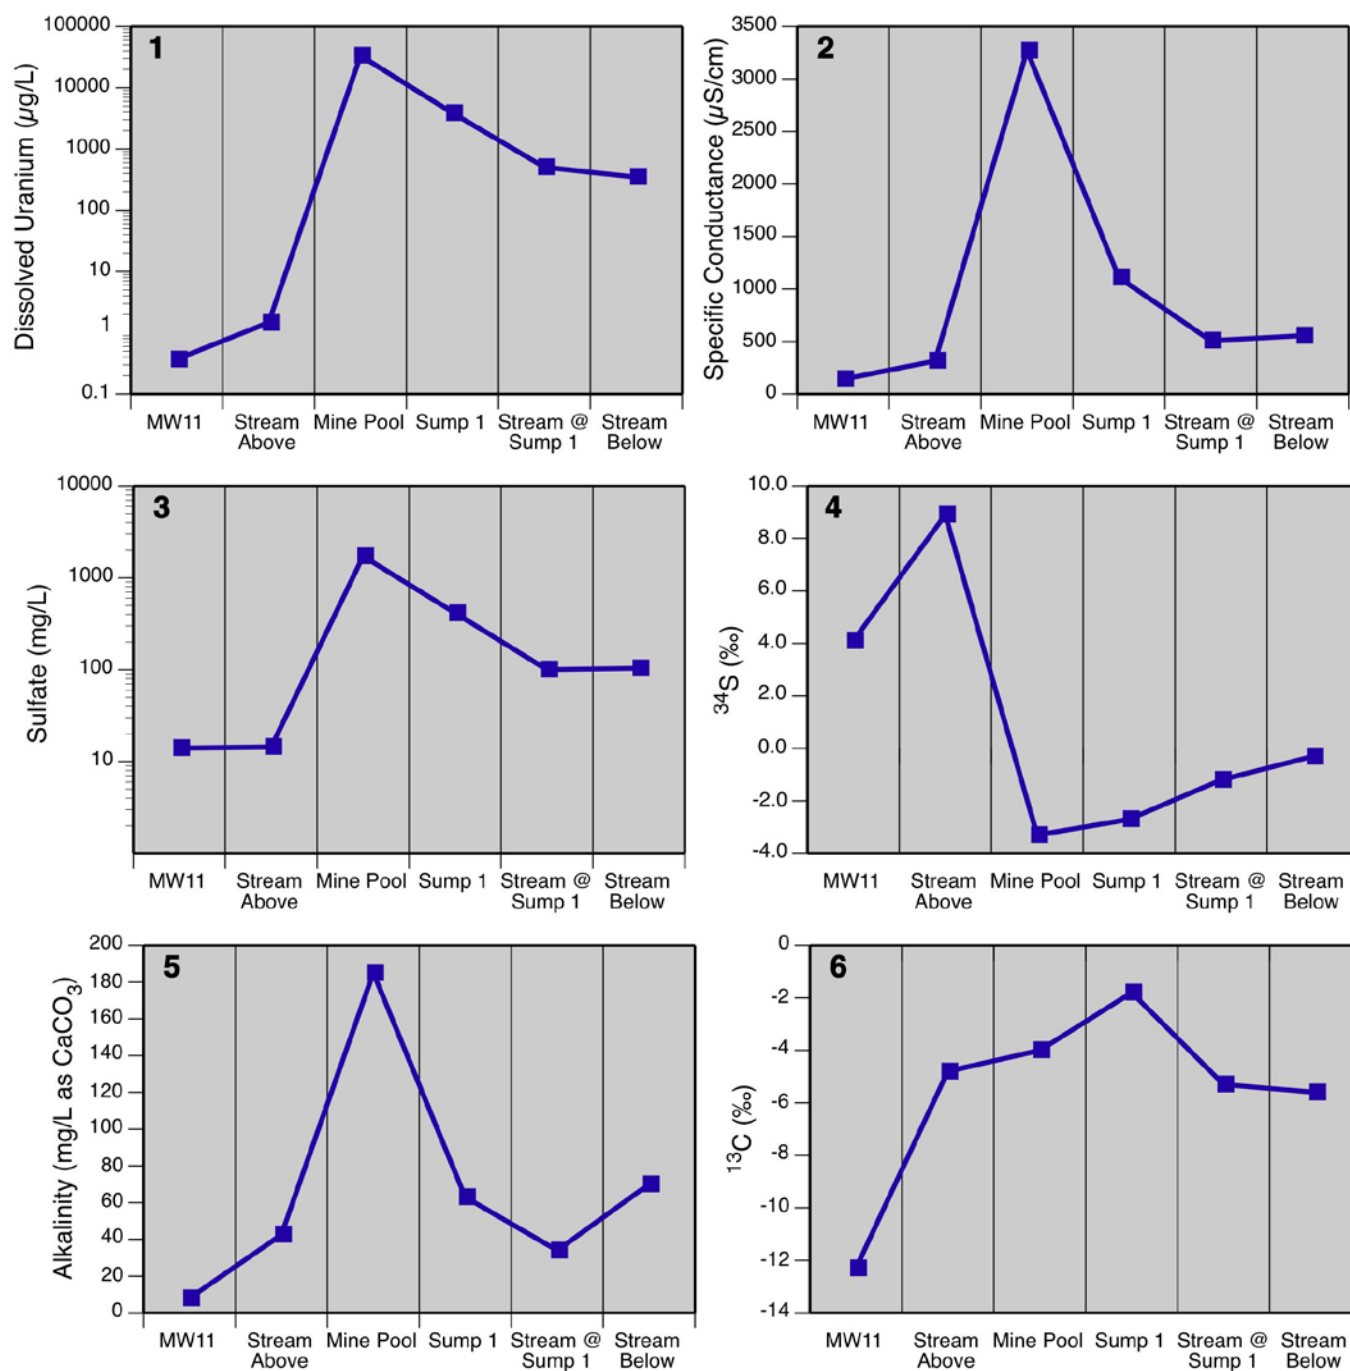 1
Dissolved Uranium (µg/L)
100000
10000
1000
100
10
1
0.1
MW11
Stream
Above
Mine Pool
Sump 1
Stream @
Sump 1
Stream
Below
2
Specific Conductance (µS/cm)
3500
3000
2500
2000
1500
1000
500
0
MW11
Stream
Above
Mine Pool
Sump 1
Stream @
Sump 1
Stream
Below
3
Sulfate (mg/L)
10000
1000
100
10
MW11
Stream
Above
Mine Pool
Sump 1
Stream @
Sump 1
Stream
Below
4
³⁴S (‰)
10.0
8.0
6.0
4.0
2.0
0.0
-2.0
-4.0
MW11
Stream
Above
Mine Pool
Sump 1
Stream @
Sump 1
Stream
Below
5
Alkalinity (mg/L as CaCO₃)
200
180
160
140
120
100
80
60
40
20
0
MW11
Stream
Above
Mine Pool
Sump 1
Stream @
Sump 1
Stream
Below
6
¹³C (‰)
0
-2
-4
-6
-8
-10
-12
-14
MW11
Stream
Above
Mine Pool
Sump 1
Stream @
Sump 1
Stream
Below